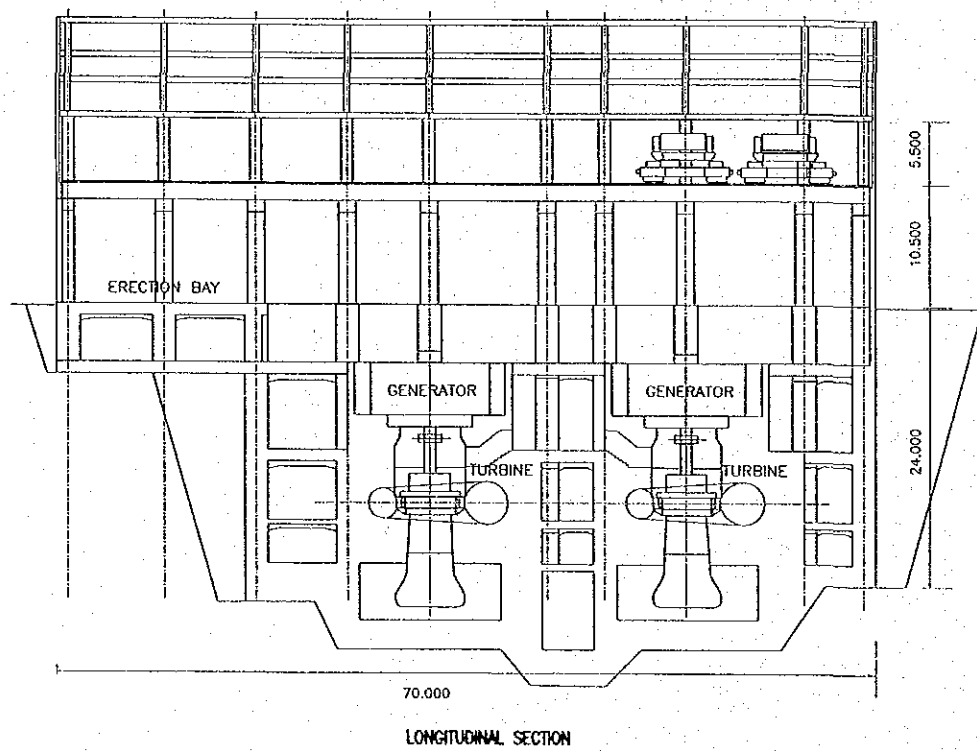 5.500
10.500
ERECTION BAY
GENERATOR
GENERATOR
24.000
TURBINE
TURBINE
70.000
LONGITUDINAL SECTION